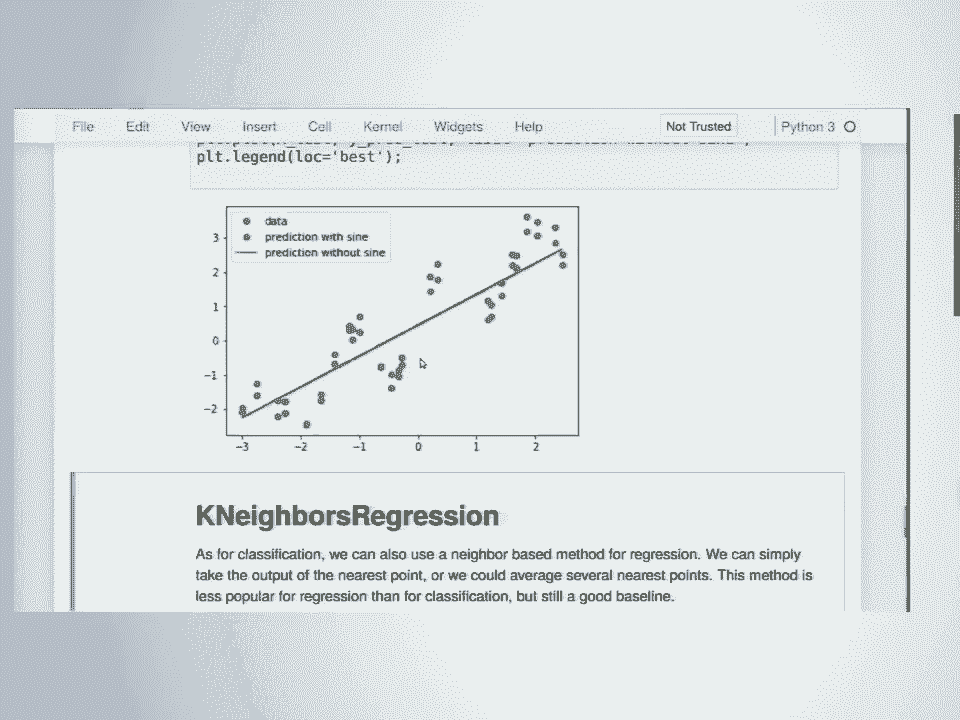 File Edit View Insert Cell Kernel Widgets Help Not Trusted Python 3
plt.legend(loc='best');
data
prediction with sine
prediction without sine
3
2
1
0
−1
−2
−3 −2 −1 0 1 2
KNeighborsRegression
As for classification, we can also use a neighbor based method for regression. We can simply
take the output of the nearest point, or we could average several nearest points. This method is
less popular for regression than for classification, but still a good baseline.